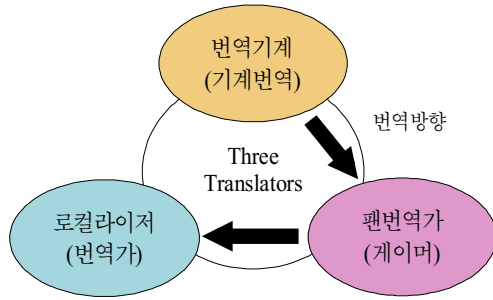 번역기계
(기계번역)
번역방향
Three
Translators
로컬라이저
(번역가)
팬번역가
(게이머)